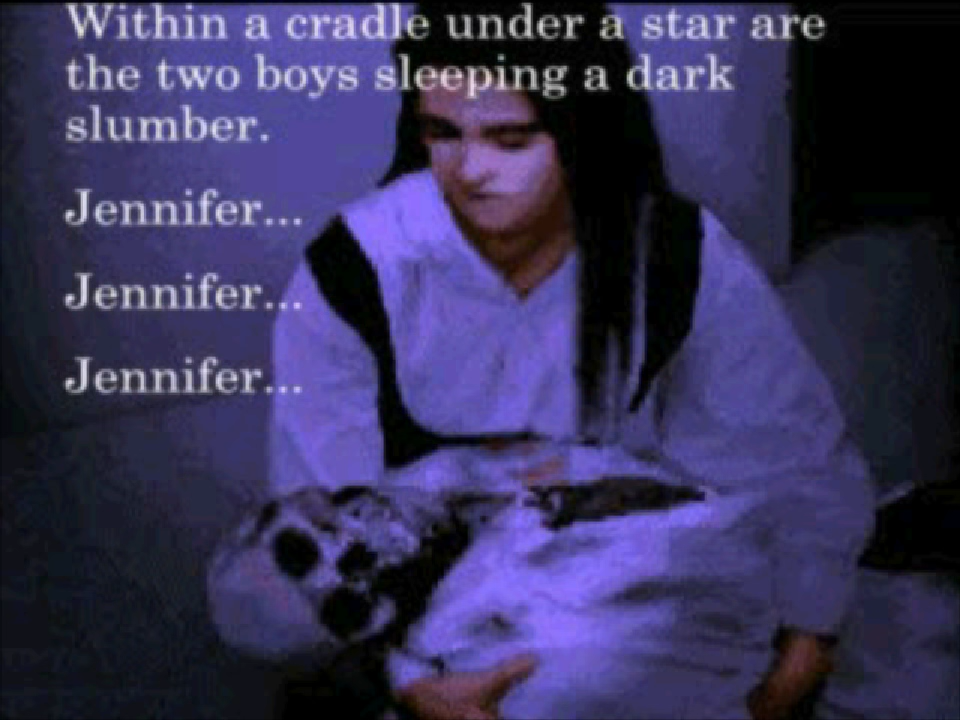 Within a cradle under a star are
the two boys sleeping a dark
slumber.
Jennifer...
Jennifer...
Jennifer...